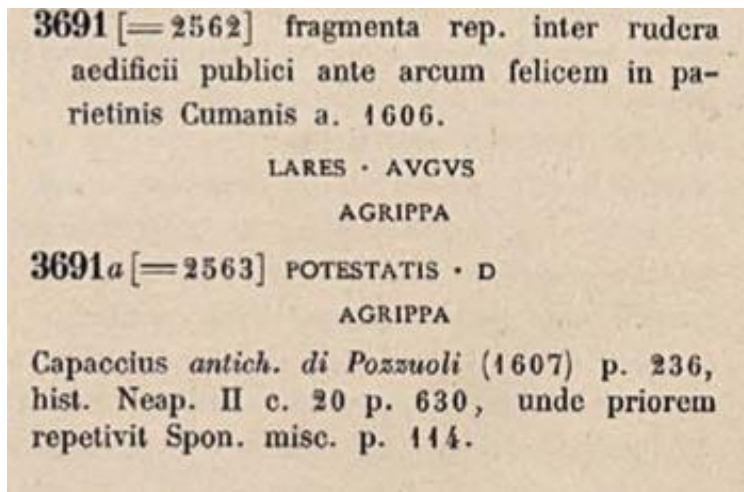 3691 [= 2562] fragmenta rep. inter rudera
aedificii publici ante arcum felicem in pa-
rietinis Cumanis a. 1606.
LARES · AVGVS
AGRIPPA
3691a [= 2563] POTESTATIS · D
AGRIPPA
Capaccius antich. di Pozzuoli (1607) p. 236,
hist. Neap. II c. 20 p. 630, unde priorem
repetivit Spon. misc. p. 114.